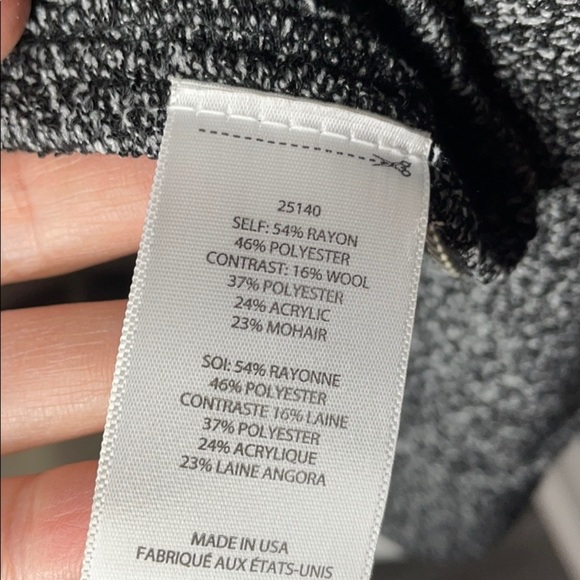 25140
SELF: 54% RAYON
46% POLYESTER
CONTRAST: 16% WOOL
37% POLYESTER
24% ACRYLIC
23% MOHAIR
SOI: 54% RAYONNE
46% POLYESTER
CONTRASTE 16% LAINE
37% POLYESTER
24% ACRYLIQUE
23% LAINE ANGORA
MADE IN USA
FABRIQUÉ AUX ÉTATS-UNIS